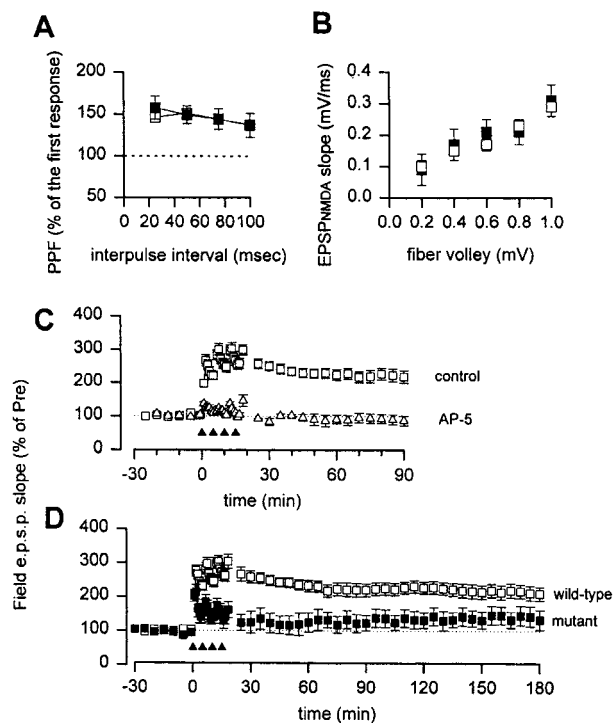 A
PPF (% of the first response)
200
150
100
50
0 20 40 60 80 100
interpulse interval (msec)
B
EPSPNMDA slope (mV/ms)
0.4
0.3
0.2
0.1
0.0
0.0 0.2 0.4 0.6 0.8 1.0
fiber volley (mV)
Field e.p.s.p. slope (% of Pre)
C
400
300
200
100
0
control
AP-5
-30 0 30 60 90
time (min)
D
400
300
200
100
0
wild-type
mutant
-30 0 30 60 90 120 150 180
time (min)